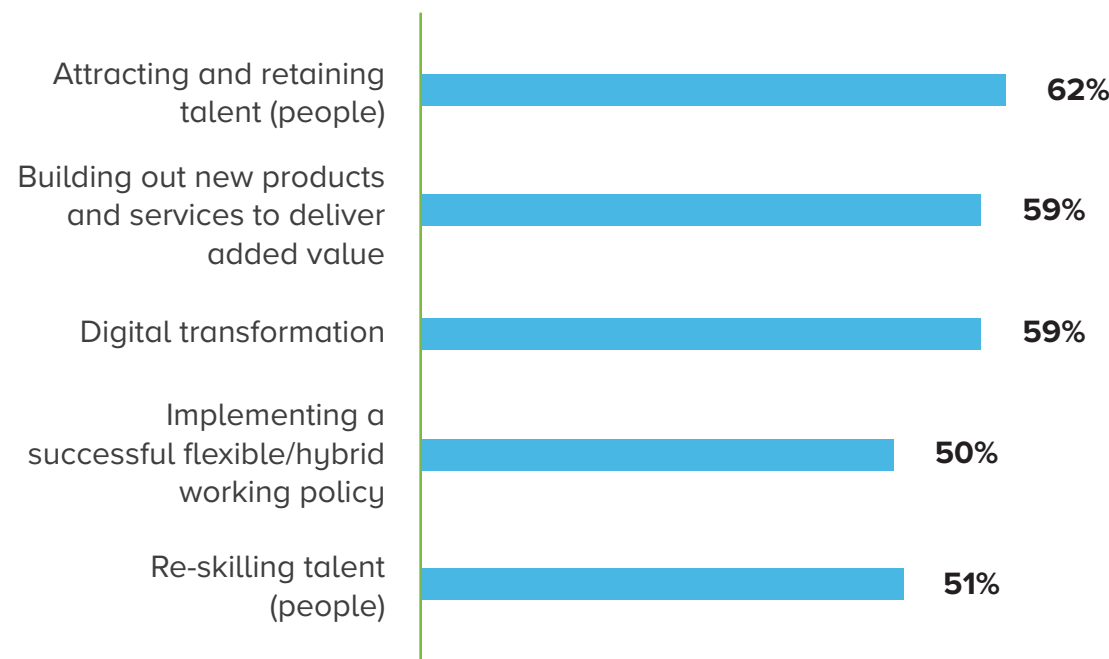 Attracting and retaining
talent (people)
62%
Building out new products
and services to deliver
added value
59%
Digital transformation
59%
Implementing a
successful flexible/hybrid
working policy
50%
Re-skilling talent
(people)
51%